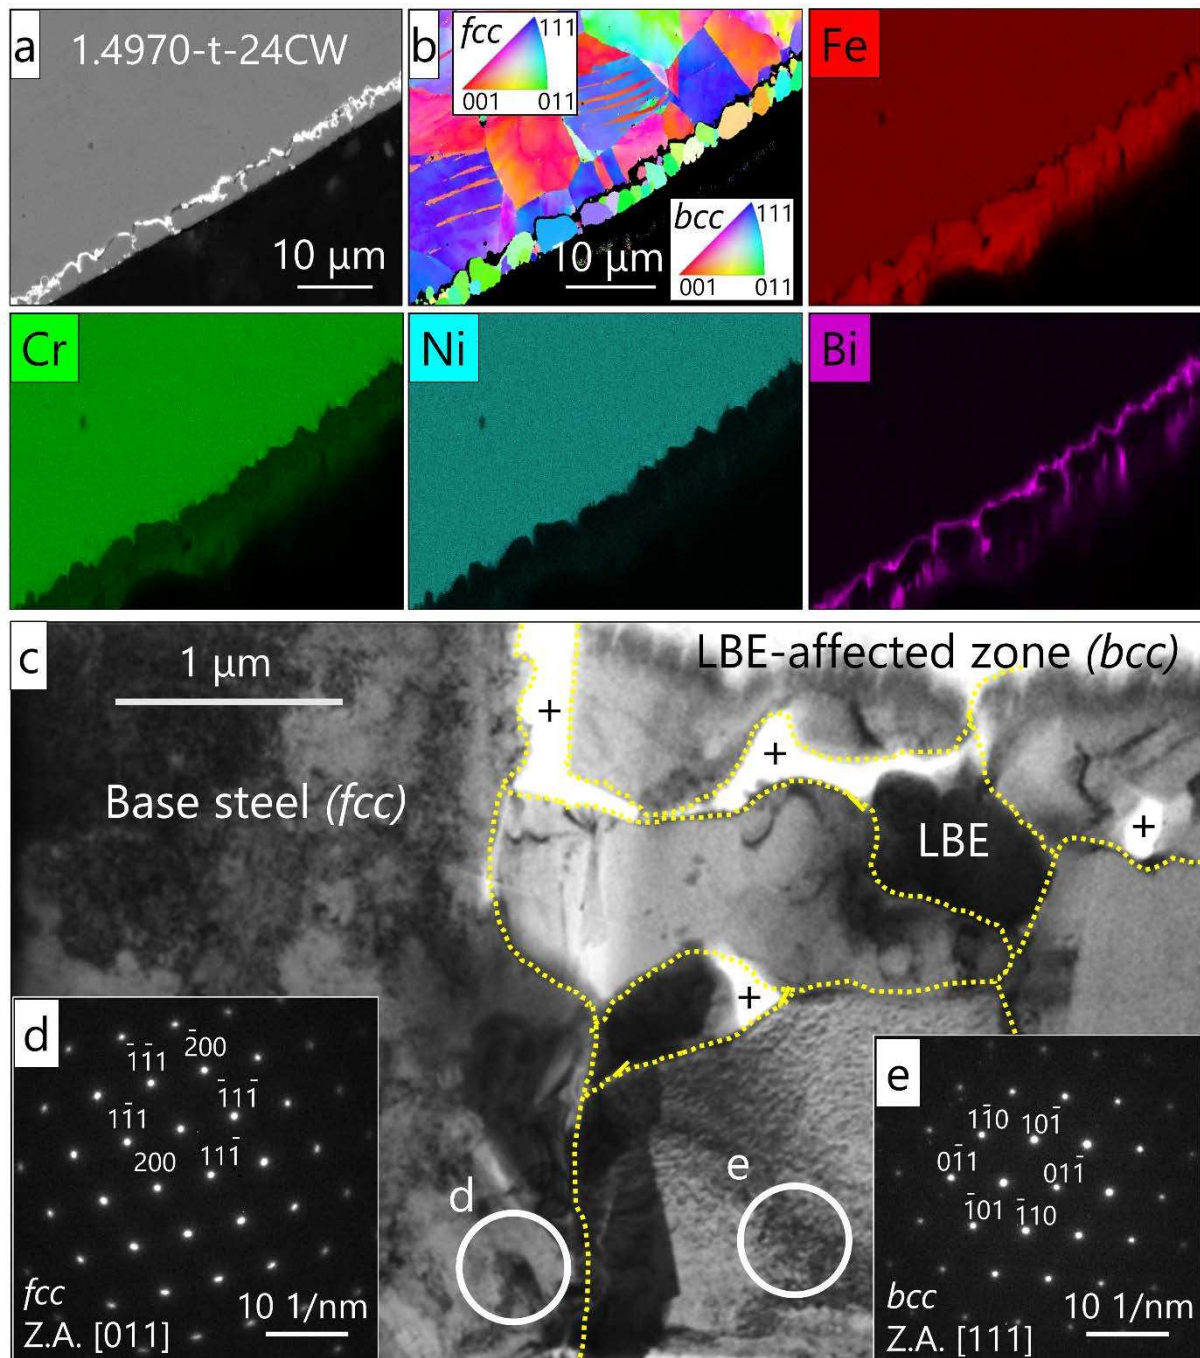 a
1.4970-t-24CW
10 μm
b
fcc
111
001
011
bcc
111
001
011
10 μm
Fe
Cr
Ni
Bi
c
1 μm
LBE-affected zone (bcc)
Base steel (fcc)
+
+
+
+
LBE
d
e
d
1̅1̅1
2̅00
1̅11̅
11̅1
200
111̅
fcc
Z.A. [011]
10 1/nm
e
11̅0
101̅
01̅1
011̅
1̅01
1̅10
bcc
Z.A. [111]
10 1/nm